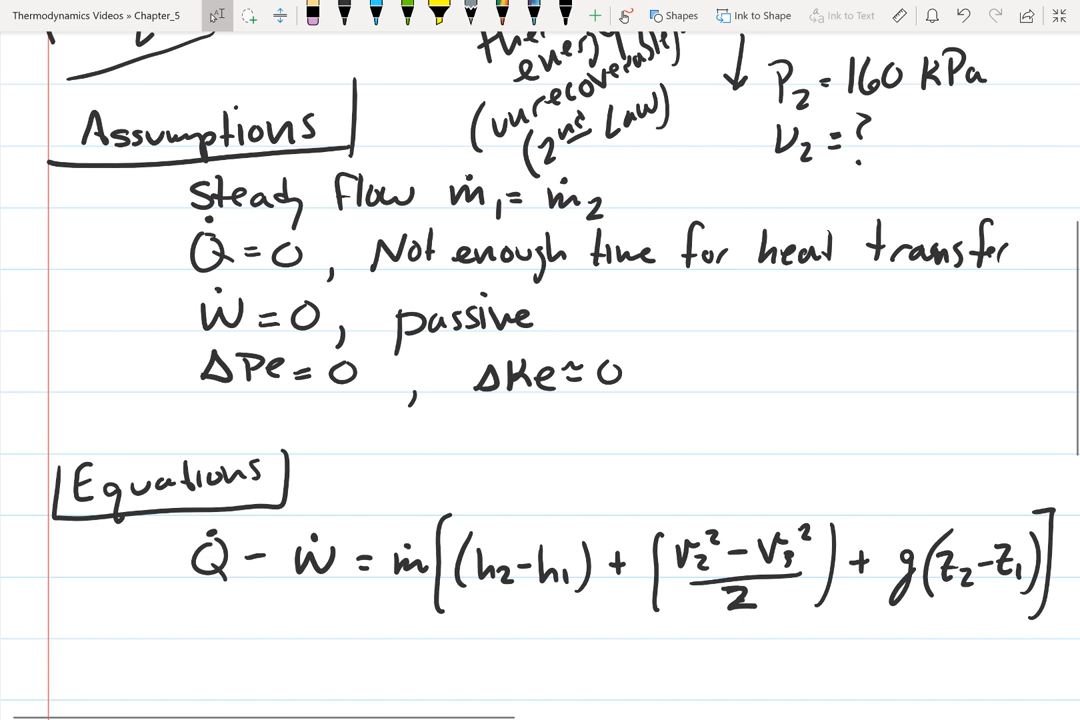 Thermodynamics Videos » Chapter_5
Shapes
Ink to Shape
Ink to Text
energy
(unrecoverable)
(2nd Law)
P₂ = 160 kPa
V₂ = ?
Assumptions
steady flow ṁ₁ = ṁ₂
Q̇ = 0, Not enough time for heat transfer
Ẇ = 0, passive
ΔPe = 0, ΔKe ≈ 0
Equations
Q̇ - Ẇ = ṁ[(h₂-h₁) + (V₂² - V₁²)/2 + g(z₂-z₁)]